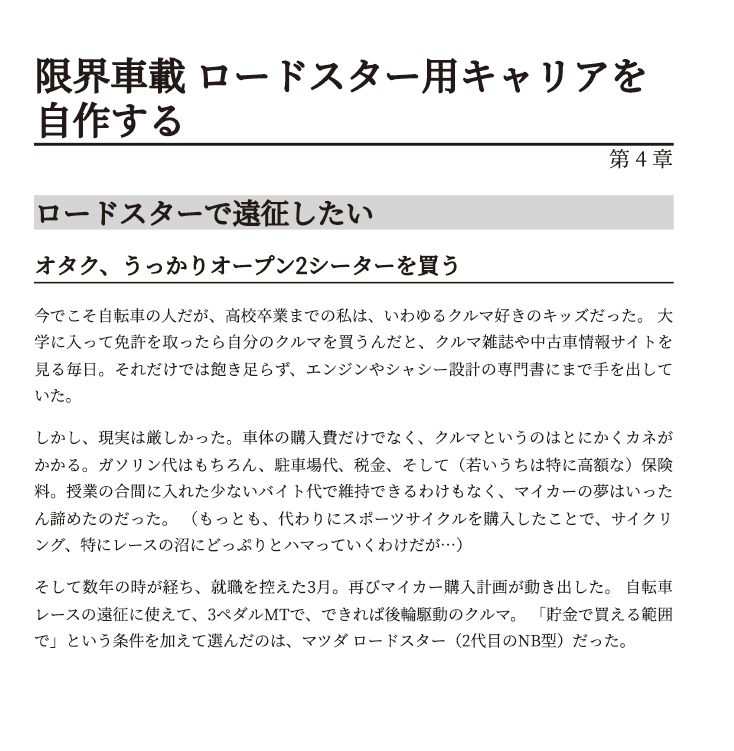 限界車載 ロードスター用キャリアを
自作する
第 4 章
ロードスターで遠征したい
オタク、うっかりオープン2シーターを買う
今でこそ自転車の人だが、高校卒業までの私は、いわゆるクルマ好きのキッズだった。 大
学に入って免許を取ったら自分のクルマを買うんだと、クルマ雑誌や中古車情報サイトを
見る毎日。それだけでは飽き足らず、エンジンやシャシー設計の専門書にまで手を出して
いた。
しかし、現実は厳しかった。車体の購入費だけでなく、クルマというのはとにかくカネが
かかる。ガソリン代はもちろん、駐車場代、税金、そして（若いうちは特に高額な）保険
料。授業の合間に入れた少ないバイト代で維持できるわけもなく、マイカーの夢はいった
ん諦めたのだった。 （もっとも、代わりにスポーツサイクルを購入したことで、サイクリ
ング、特にレースの沼にどっぷりとハマっていくわけだが…）
そして数年の時が経ち、就職を控えた3月。再びマイカー購入計画が動き出した。 自転車
レースの遠征に使えて、3ペダルMTで、できれば後輪駆動のクルマ。 「貯金で買える範囲
で」という条件を加えて選んだのは、マツダ ロードスター（2代目のNB型）だった。